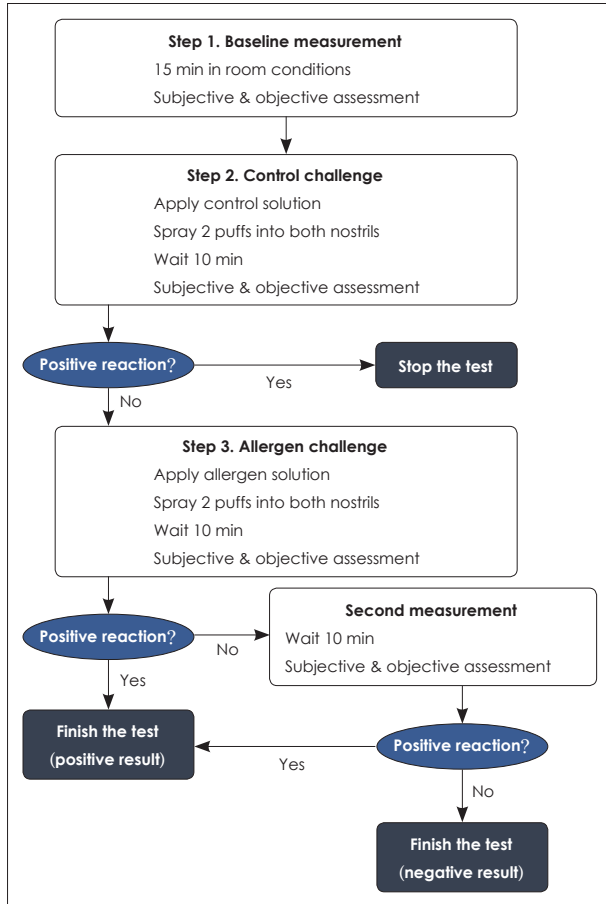 Step 1. Baseline measurement
15 min in room conditions
Subjective & objective assessment
Step 2. Control challenge
Apply control solution
Spray 2 puffs into both nostrils
Wait 10 min
Subjective & objective assessment
Positive reaction?
Yes
Stop the test
No
Step 3. Allergen challenge
Apply allergen solution
Spray 2 puffs into both nostrils
Wait 10 min
Subjective & objective assessment
Positive reaction?
No
Second measurement
Wait 10 min
Subjective & objective assessment
Yes
Finish the test
(positive result)
Yes
Positive reaction?
No
Finish the test
(negative result)